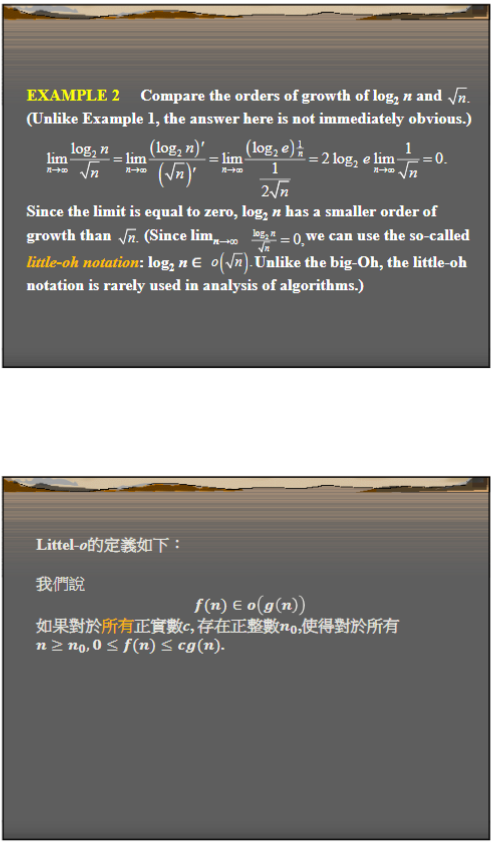 EXAMPLE 2 Compare the orders of growth of log₂ n and √n.
(Unlike Example 1, the answer here is not immediately obvious.)
lim_{n→∞} log₂ n / √n = lim_{n→∞} (log₂ n)′ / (√n)′ = lim_{n→∞} (log₂ e) 1/n / (1 / 2√n) = 2 log₂ e lim_{n→∞} 1/√n = 0.
Since the limit is equal to zero, log₂ n has a smaller order of
growth than √n. (Since lim_{n→∞} log₂ n / √n = 0, we can use the so-called
little-oh notation: log₂ n ∈ o(√n). Unlike the big-Oh, the little-oh
notation is rarely used in analysis of algorithms.)
Littel-o的定義如下：
我們說
f(n) ∈ o(g(n))
如果對於所有正實數c, 存在正整數n₀,使得對於所有
n ≥ n₀, 0 ≤ f(n) ≤ cg(n).